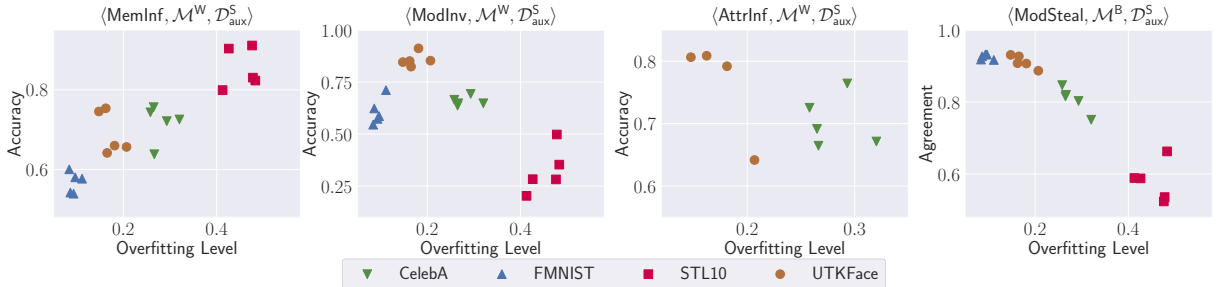 ⟨MemInf, 𝓜^W, 𝓓^S_aux⟩
Accuracy
0.8
0.6
0.2 0.4
Overfitting Level
⟨ModInv, 𝓜^W, 𝓓^S_aux⟩
Accuracy
1.00
0.75
0.50
0.25
0.2 0.4
Overfitting Level
⟨AttrInf, 𝓜^W, 𝓓^S_aux⟩
Accuracy
0.8
0.7
0.6
0.2 0.3
Overfitting Level
⟨ModSteal, 𝓜^B, 𝓓^S_aux⟩
Agreement
1.0
0.8
0.6
0.2 0.4
Overfitting Level
CelebA FMNIST STL10 UTKFace